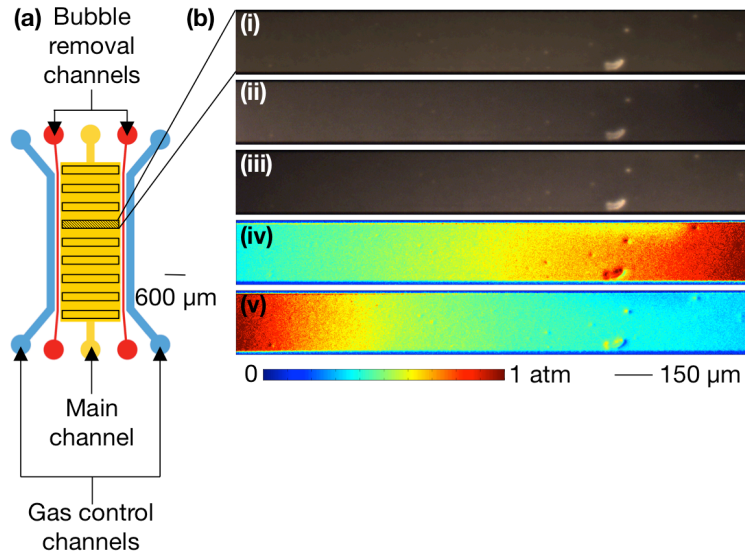 (a)
Bubble
removal
channels
600 µm
Main
channel
Gas control
channels
(b)
(i)
(ii)
(iii)
(iv)
(v)
0
1 atm
150 µm